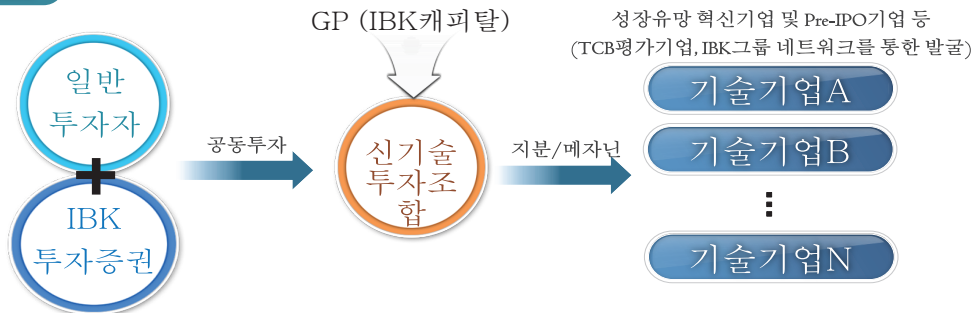 GP (IBK캐피탈)
성장유망 혁신기업 및 Pre-IPO기업 등
(TCB평가기업, IBK그룹 네트워크를 통한 발굴)
일반
투자자
IBK
투자증권
공동투자
신기술
투자조
합
지분/메자닌
기술기업A
기술기업B
기술기업N